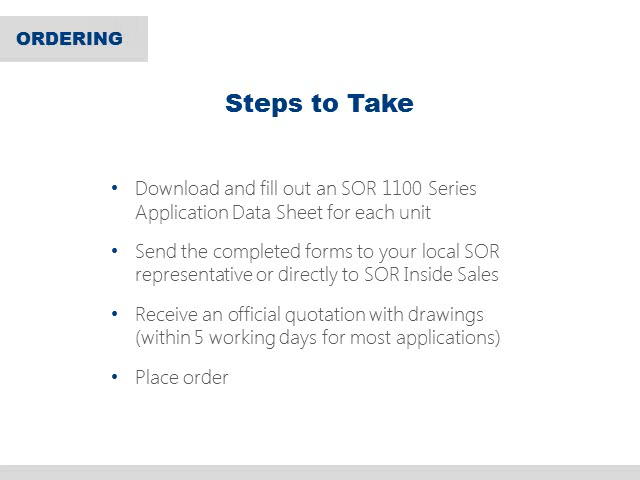 ORDERING
Steps to Take
• Download and fill out an SOR 1100 Series
Application Data Sheet for each unit
• Send the completed forms to your local SOR
representative or directly to SOR Inside Sales
• Receive an official quotation with drawings
(within 5 working days for most applications)
• Place order